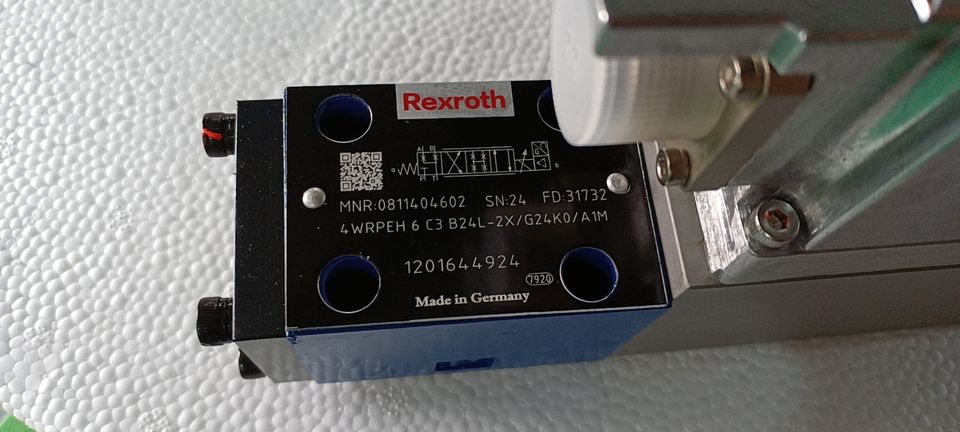 Rexroth
MNR:0811404602 SN:24 FD:31732
4WRPEH 6 C3 B24L-2X/G24K0/A1M
1201644924
7920
Made in Germany